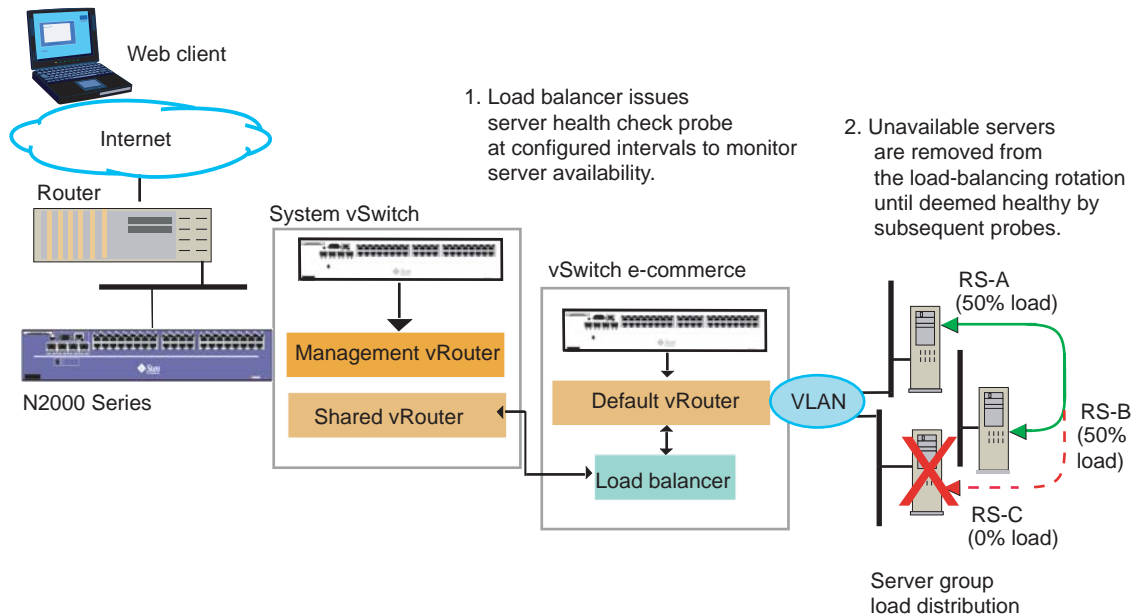 Web client
Internet
Router
1. Load balancer issues
server health check probe
at configured intervals to monitor
server availability.
2. Unavailable servers
are removed from
the load-balancing rotation
until deemed healthy by
subsequent probes.
System vSwitch
vSwitch e-commerce
Sun
N2000 Series
Management vRouter
Shared vRouter
Default vRouter
Load balancer
VLAN
RS-A
(50% load)
RS-B
(50%
load)
RS-C
(0% load)
Server group
load distribution